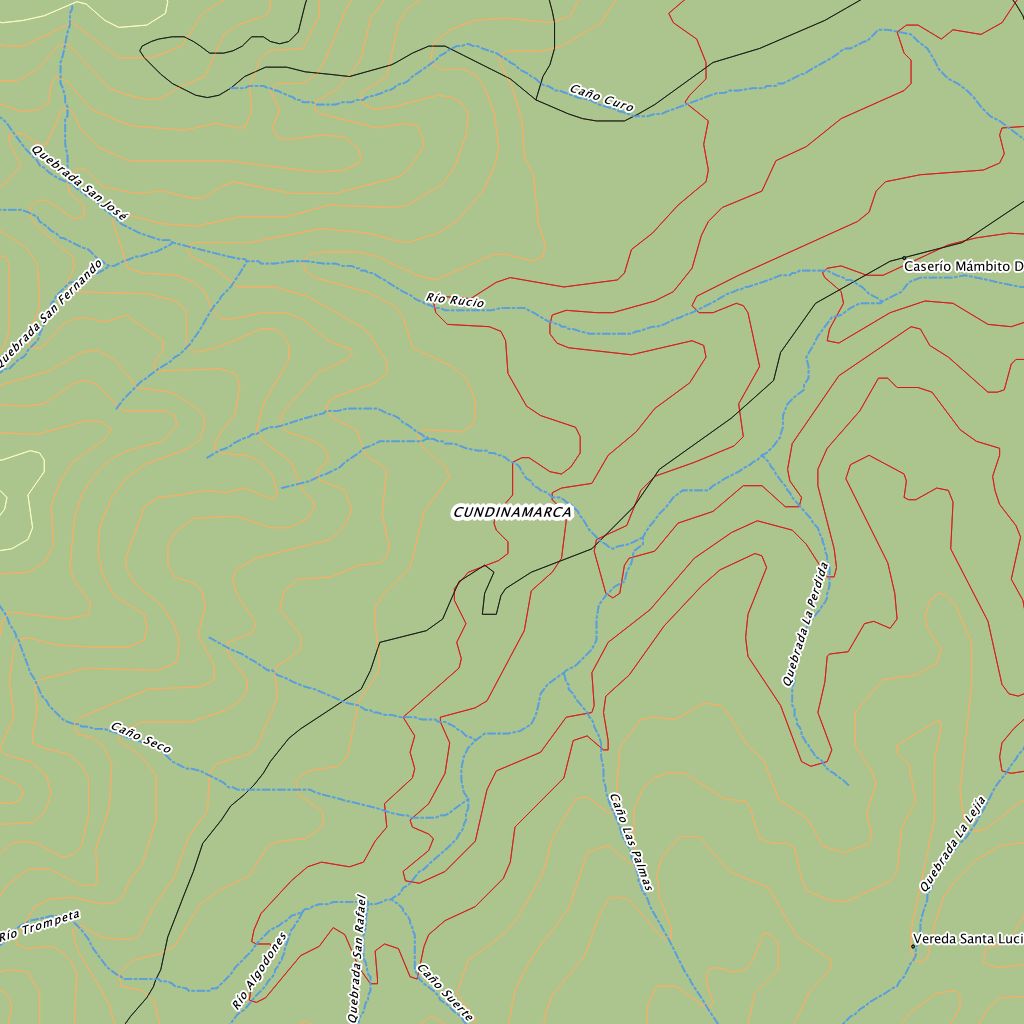 Caño Curo
Quebrada San José
Caserío Mámbito D
Quebrada San Fernando
Río Rucio
CUNDINAMARCA
Quebrada La Perdida
Caño Seco
Caño Las Palmas
Quebrada La Lejía
Río Trompeta
Quebrada San Rafael
Río Algodones
Caño Suerte
Vereda Santa Luci